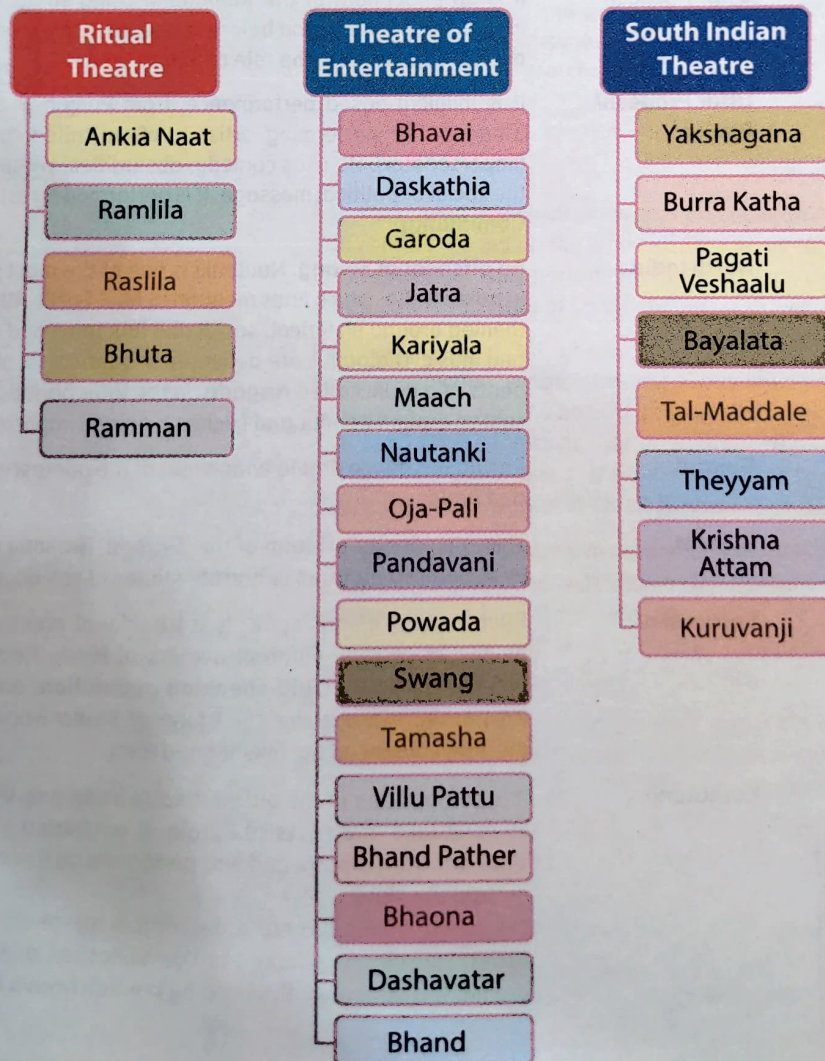 Ritual
Theatre
Ankia Naat
Ramlila
Raslila
Bhuta
Ramman
Theatre of
Entertainment
Bhavai
Daskathia
Garoda
Jatra
Kariyala
Maach
Nautanki
Oja-Pali
Pandavani
Powada
Swang
Tamasha
Villu Pattu
Bhand Pather
Bhaona
Dashavatar
Bhand
South Indian
Theatre
Yakshagana
Burra Katha
Pagati
Veshaalu
Bayalata
Tal-Maddale
Theyyam
Krishna
Attam
Kuruvanji